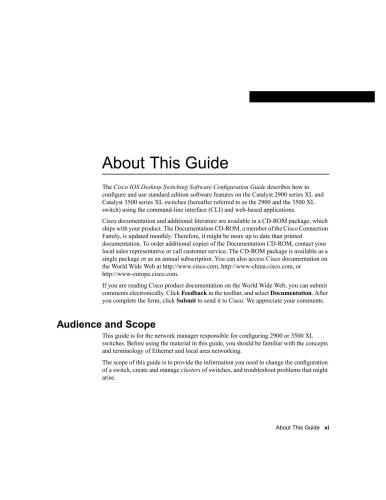 About This Guide
The Cisco IOS Desktop Switching Software Configuration Guide describes how to
configure and use standard edition software features on the Catalyst 2900 series XL and
Catalyst 3500 series XL switches (hereafter referred to as the 2900 and the 3500 XL
switch) using the command-line interface (CLI) and web-based applications.
Cisco documentation and additional literature are available in a CD-ROM package, which
ships with your product. The Documentation CD-ROM, a member of the Cisco Connection
Family, is updated monthly. Therefore, it might be more up to date than printed
documentation. To order additional copies of the Documentation CD-ROM, contact your
local sales representative or call customer service. The CD-ROM package is available as a
single package or as an annual subscription. You can also access Cisco documentation on
the World Wide Web at http://www.cisco.com, http://www-china.cisco.com, or
http://www-europe.cisco.com.
If you are reading Cisco product documentation on the World Wide Web, you can submit
comments electronically. Click Feedback in the toolbar, and select Documentation. After
you complete the form, click Submit to send it to Cisco. We appreciate your comments.
Audience and Scope
This guide is for the network manager responsible for configuring 2900 or 3500 XL
switches. Before using the material in this guide, you should be familiar with the concepts
and terminology of Ethernet and local area networking.
The scope of this guide is to provide the information you need to change the configuration
of a switch, create and manage clusters of switches, and troubleshoot problems that might
arise.
About This Guide xi